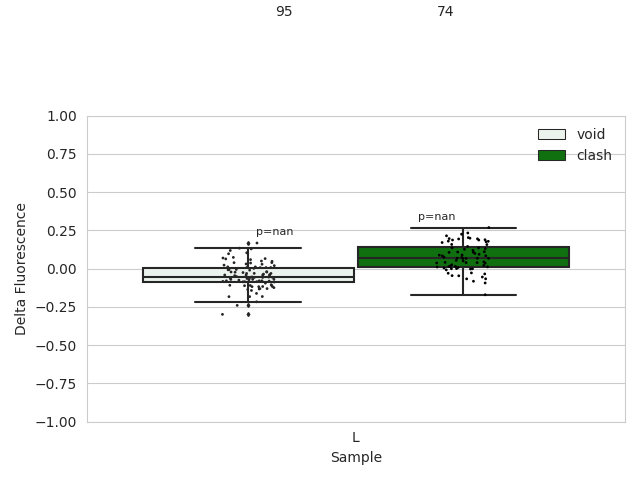 95 74
1.00
0.75
0.50
0.25
0.00
−0.25
−0.50
−0.75
−1.00
Delta Fluorescence
void
clash
p=nan
p=nan
L
Sample